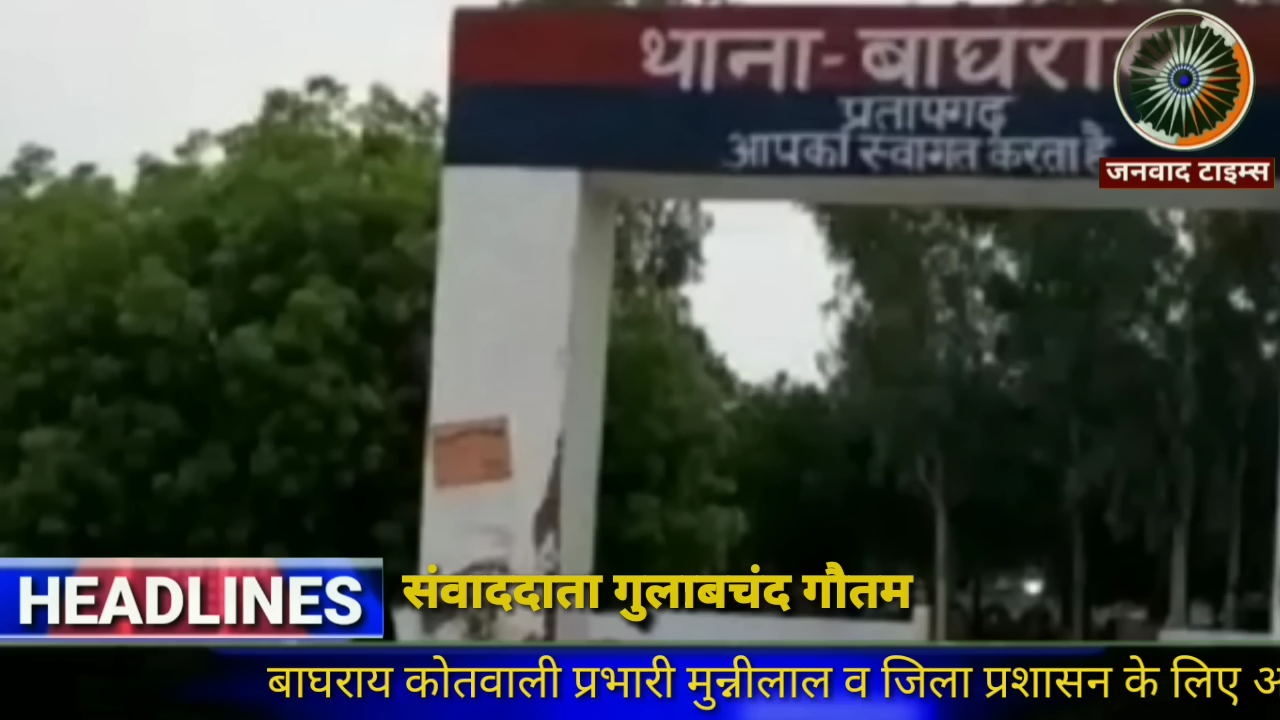 थाना-बाघराय
प्रतापगढ़
आपका स्वागत करता है
जनवाद टाइम्स
HEADLINES
संवाददाता गुलाबचंद गौतम
बाघराय कोतवाली प्रभारी मुन्नीलाल व जिला प्रशासन के लिए